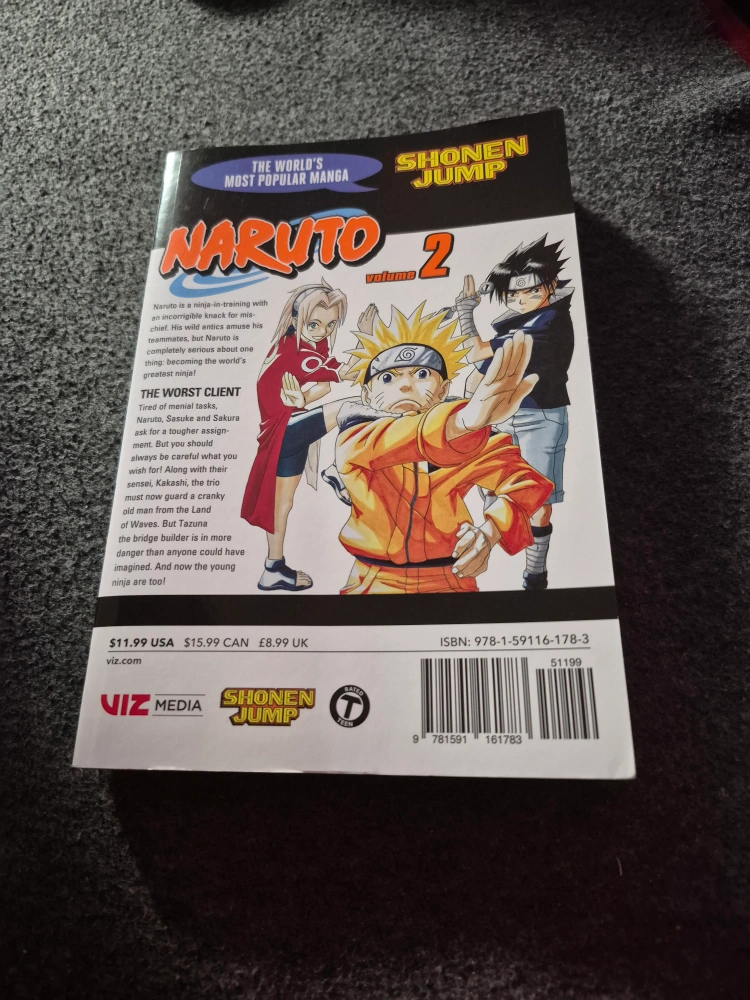 THE WORLD'S
MOST POPULAR MANGA
SHONEN
JUMP
NARUTO
volume 2
Naruto is a ninja-in-training with
an incorrigible knack for mis-
chief. His wild antics amuse his
teammates, but Naruto is
completely serious about one
thing: becoming the world's
greatest ninja!
THE WORST CLIENT
Tired of menial tasks,
Naruto, Sasuke and Sakura
ask for a tougher assign-
ment. But you should
always be careful what you
wish for! Along with their
sensei, Kakashi, the trio
must now guard a cranky
old man from the Land
of Waves. But Tazuna
the bridge builder is in more
danger than anyone could have
imagined. And now the young
ninja are too!
$11.99 USA $15.99 CAN £8.99 UK
viz.com
ISBN: 978-1-59116-178-3
51199
9 781591 161783
VIZ MEDIA
SHONEN
JUMP
RATED
T
TEEN